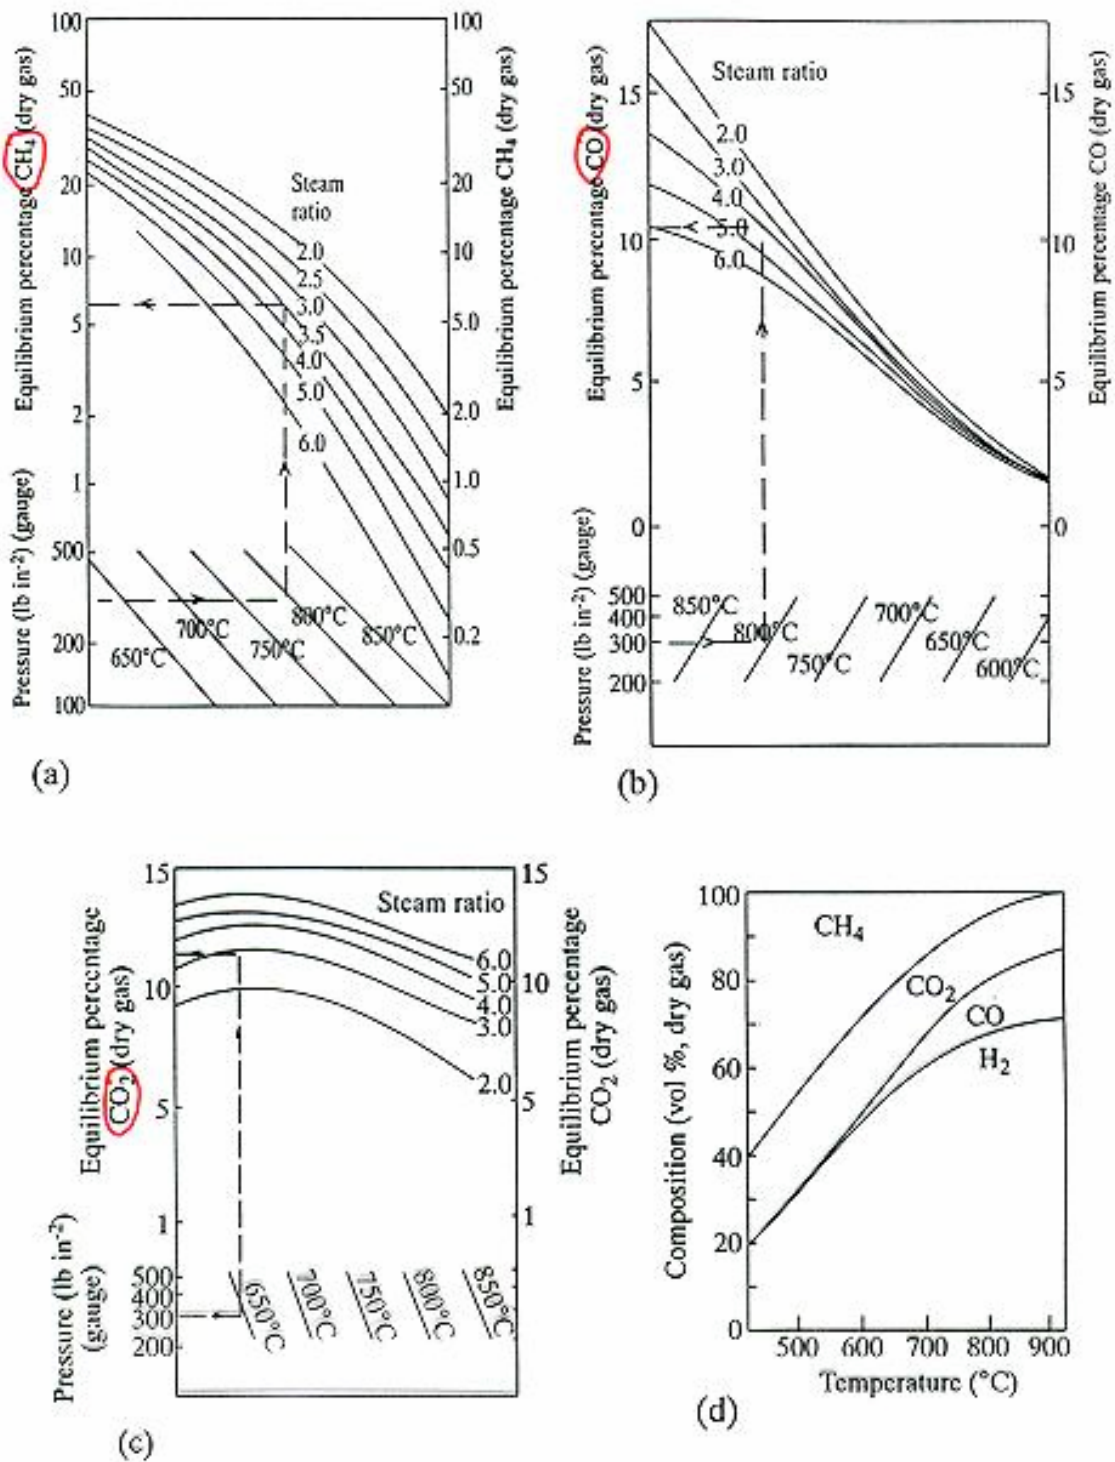 Equilibrium percentage CH₄ (dry gas)
Pressure (lb in⁻²) (gauge)
100
50
20
10
5
2
1
500
200
100
Steam
ratio
2.0
2.5
3.0
3.5
4.0
5.0
6.0
650°C
700°C
750°C
800°C
850°C
100
50
20
10
5.0
2.0
1.0
0.5
0.2
Equilibrium percentage CH₄ (dry gas)
(a)
Equilibrium percentage CO (dry gas)
Pressure (lb in⁻²) (gauge)
15
10
5
0
500
400
300
200
Steam ratio
2.0
3.0
4.0
5.0
6.0
850°C
800°C
750°C
700°C
650°C
600°C
15
10
5
0
Equilibrium percentage CO (dry gas)
(b)
Equilibrium percentage
CO₂ (dry gas)
Pressure (lb in⁻²)
(gauge)
15
10
5
1
500
400
300
200
Steam ratio
6.0
5.0
4.0
3.0
2.0
650°C
700°C
750°C
800°C
850°C
15
10
5
1
Equilibrium percentage
CO₂ (dry gas)
(c)
Composition (vol %, dry gas)
100
80
60
40
20
0
CH₄
CO₂
CO
H₂
500 600 700 800 900
Temperature (°C)
(d)